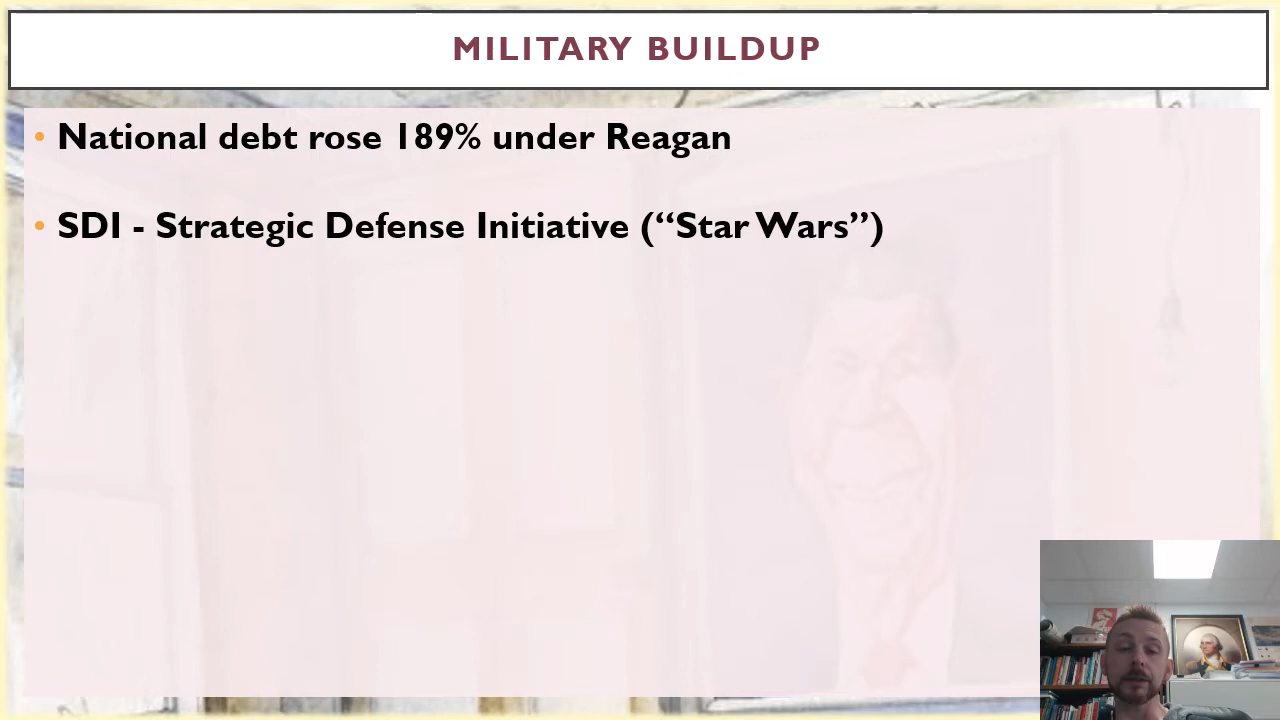 MILITARY BUILDUP
• National debt rose 189% under Reagan
• SDI - Strategic Defense Initiative (“Star Wars”)